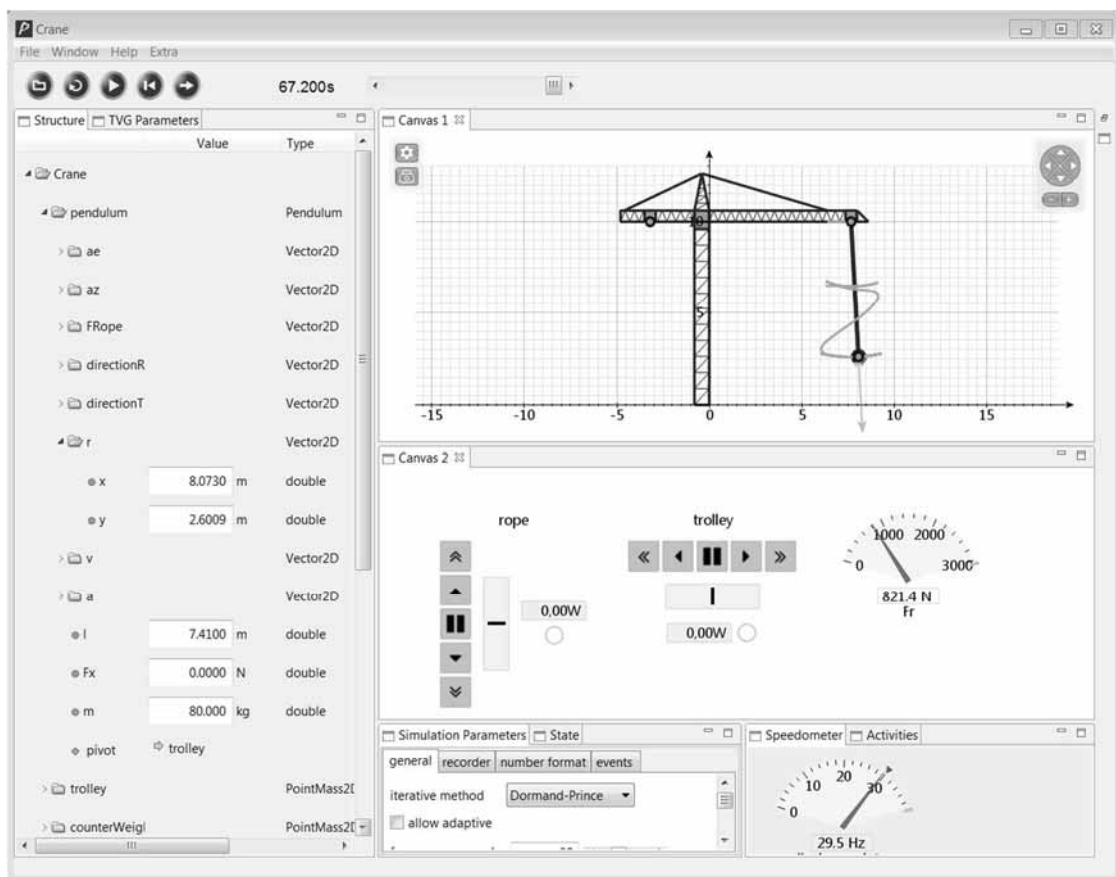 Crane
File Window Help Extra
67.200s
Structure TVG Parameters
Value Type
Crane
pendulum Pendulum
ae Vector2D
az Vector2D
FRope Vector2D
directionR Vector2D
directionT Vector2D
r Vector2D
x 8.0730 m double
y 2.6009 m double
v Vector2D
a Vector2D
l 7.4100 m double
Fx 0.0000 N double
m 80.000 kg double
pivot trolley
trolley PointMass2D
counterWeigl PointMass2D
Canvas 1
10
5
-15 -10 -5 0 5 10 15
Canvas 2
rope trolley
0,00W
0,00W
0 1000 2000 3000
821.4 N
Fr
Simulation Parameters State
general recorder number format events
iterative method Dormand-Prince
allow adaptive
Speedometer Activities
0 10 20 30
29.5 Hz